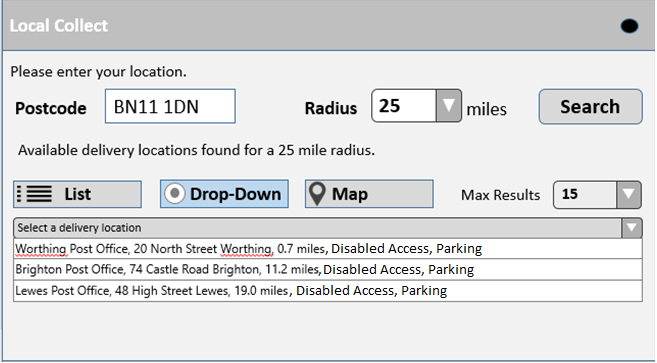 Local Collect
Please enter your location.
Postcode BN11 1DN Radius 25 miles Search
Available delivery locations found for a 25 mile radius.
List Drop-Down Map Max Results 15
Select a delivery location
Worthing Post Office, 20 North Street Worthing, 0.7 miles, Disabled Access, Parking
Brighton Post Office, 74 Castle Road Brighton, 11.2 miles, Disabled Access, Parking
Lewes Post Office, 48 High Street Lewes, 19.0 miles, Disabled Access, Parking